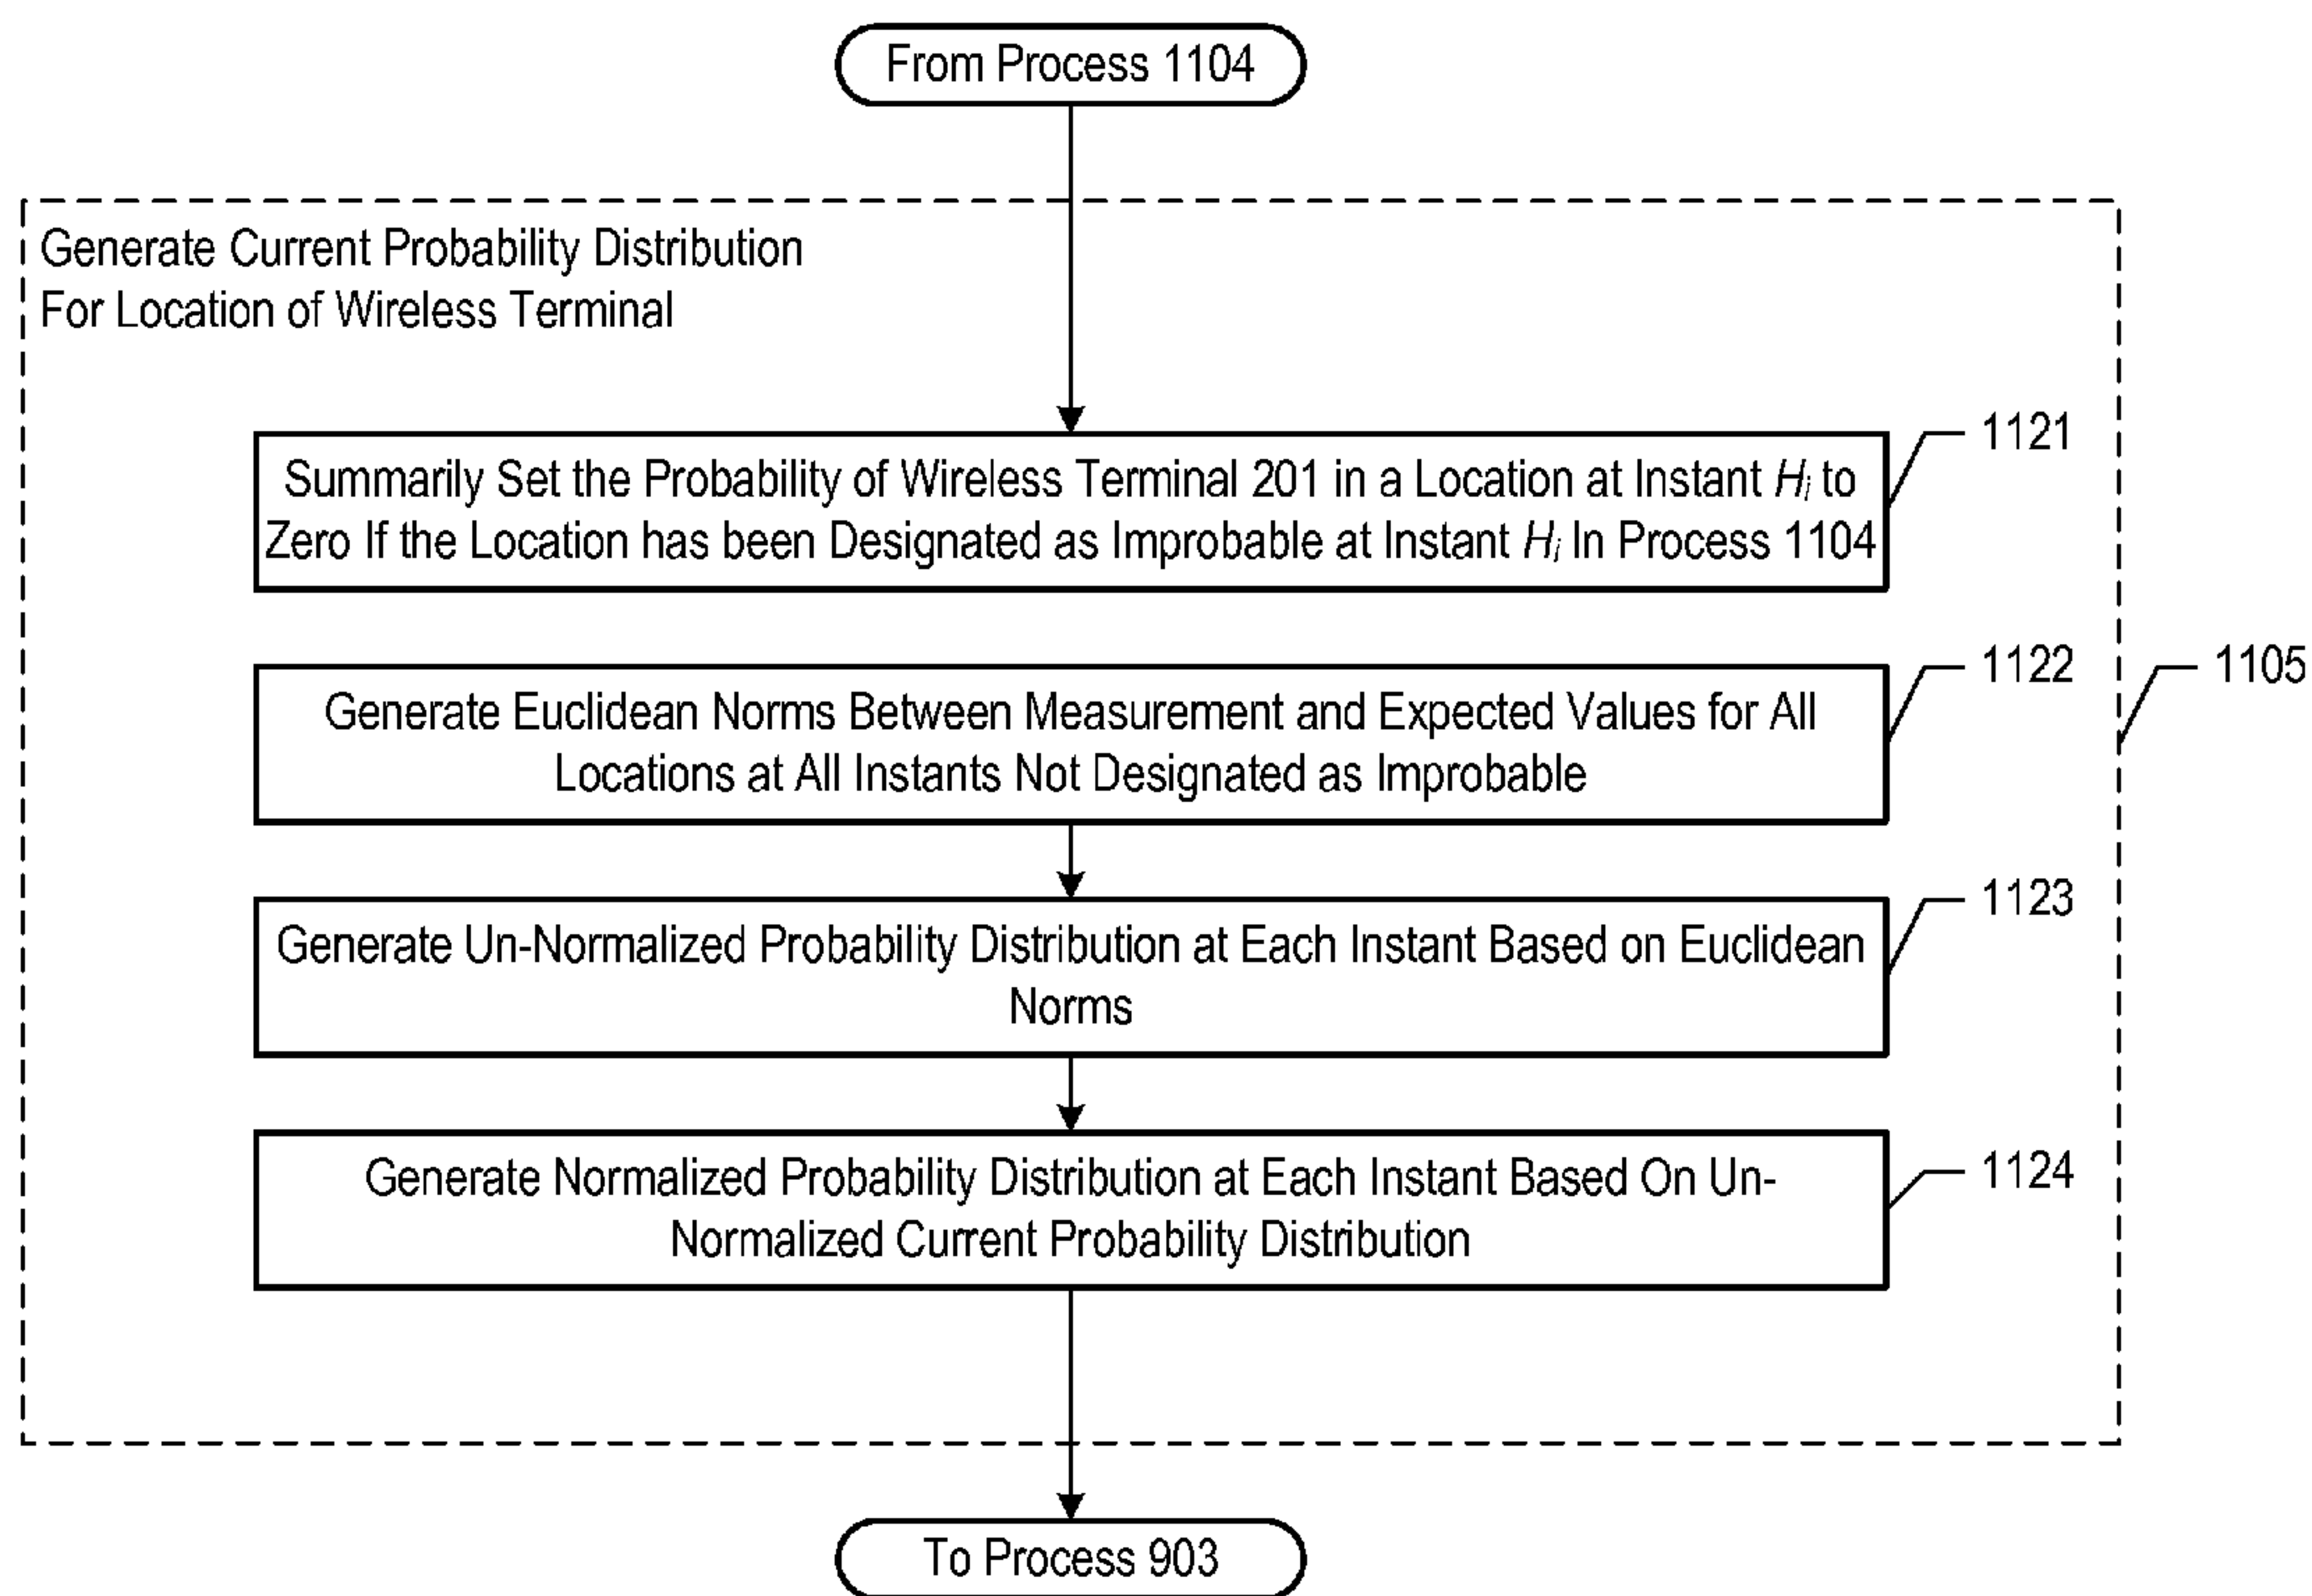 From Process 1104
Generate Current Probability Distribution
For Location of Wireless Terminal
1121
Summarily Set the Probability of Wireless Terminal 201 in a Location at Instant Hi to
Zero If the Location has been Designated as Improbable at Instant Hi In Process 1104
1122
1105
Generate Euclidean Norms Between Measurement and Expected Values for All
Locations at All Instants Not Designated as Improbable
1123
Generate Un-Normalized Probability Distribution at Each Instant Based on Euclidean
Norms
1124
Generate Normalized Probability Distribution at Each Instant Based On Un-
Normalized Current Probability Distribution
To Process 903